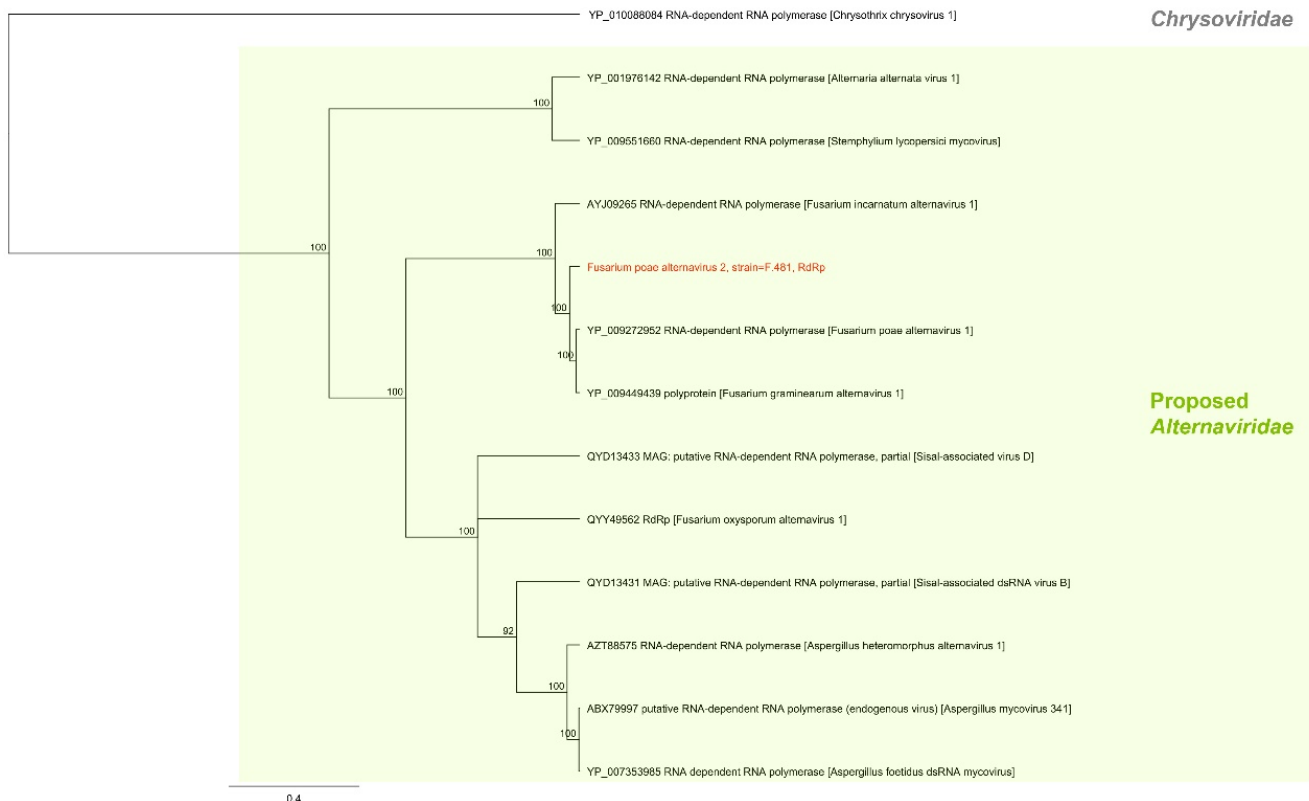 YP_010088084 RNA-dependent RNA polymerase [Chrysothrix chrysovirus 1]
Chrysoviridae
YP_001976142 RNA-dependent RNA polymerase [Alternaria alternata virus 1]
100
YP_009551660 RNA-dependent RNA polymerase [Stemphylium lycopersici mycovirus]
AYJ09265 RNA-dependent RNA polymerase [Fusarium incarnatum alternavirus 1]
100
100
Fusarium poae alternavirus 2, strain=F.481, RdRp
100
YP_009272952 RNA-dependent RNA polymerase [Fusarium poae alternavirus 1]
100
YP_009449439 polyprotein [Fusarium graminearum alternavirus 1]
100
Proposed
Alternaviridae
QYD13433 MAG: putative RNA-dependent RNA polymerase, partial [Sisal-associated virus D]
QYY49562 RdRp [Fusarium oxysporum alternavirus 1]
100
QYD13431 MAG: putative RNA-dependent RNA polymerase, partial [Sisal-associated dsRNA virus B]
92
AZT88575 RNA-dependent RNA polymerase [Aspergillus heteromorphus alternavirus 1]
100
ABX79997 putative RNA-dependent RNA polymerase (endogenous virus) [Aspergillus mycovirus 341]
100
YP_007353985 RNA dependent RNA polymerase [Aspergillus foetidus dsRNA mycovirus]
0.4